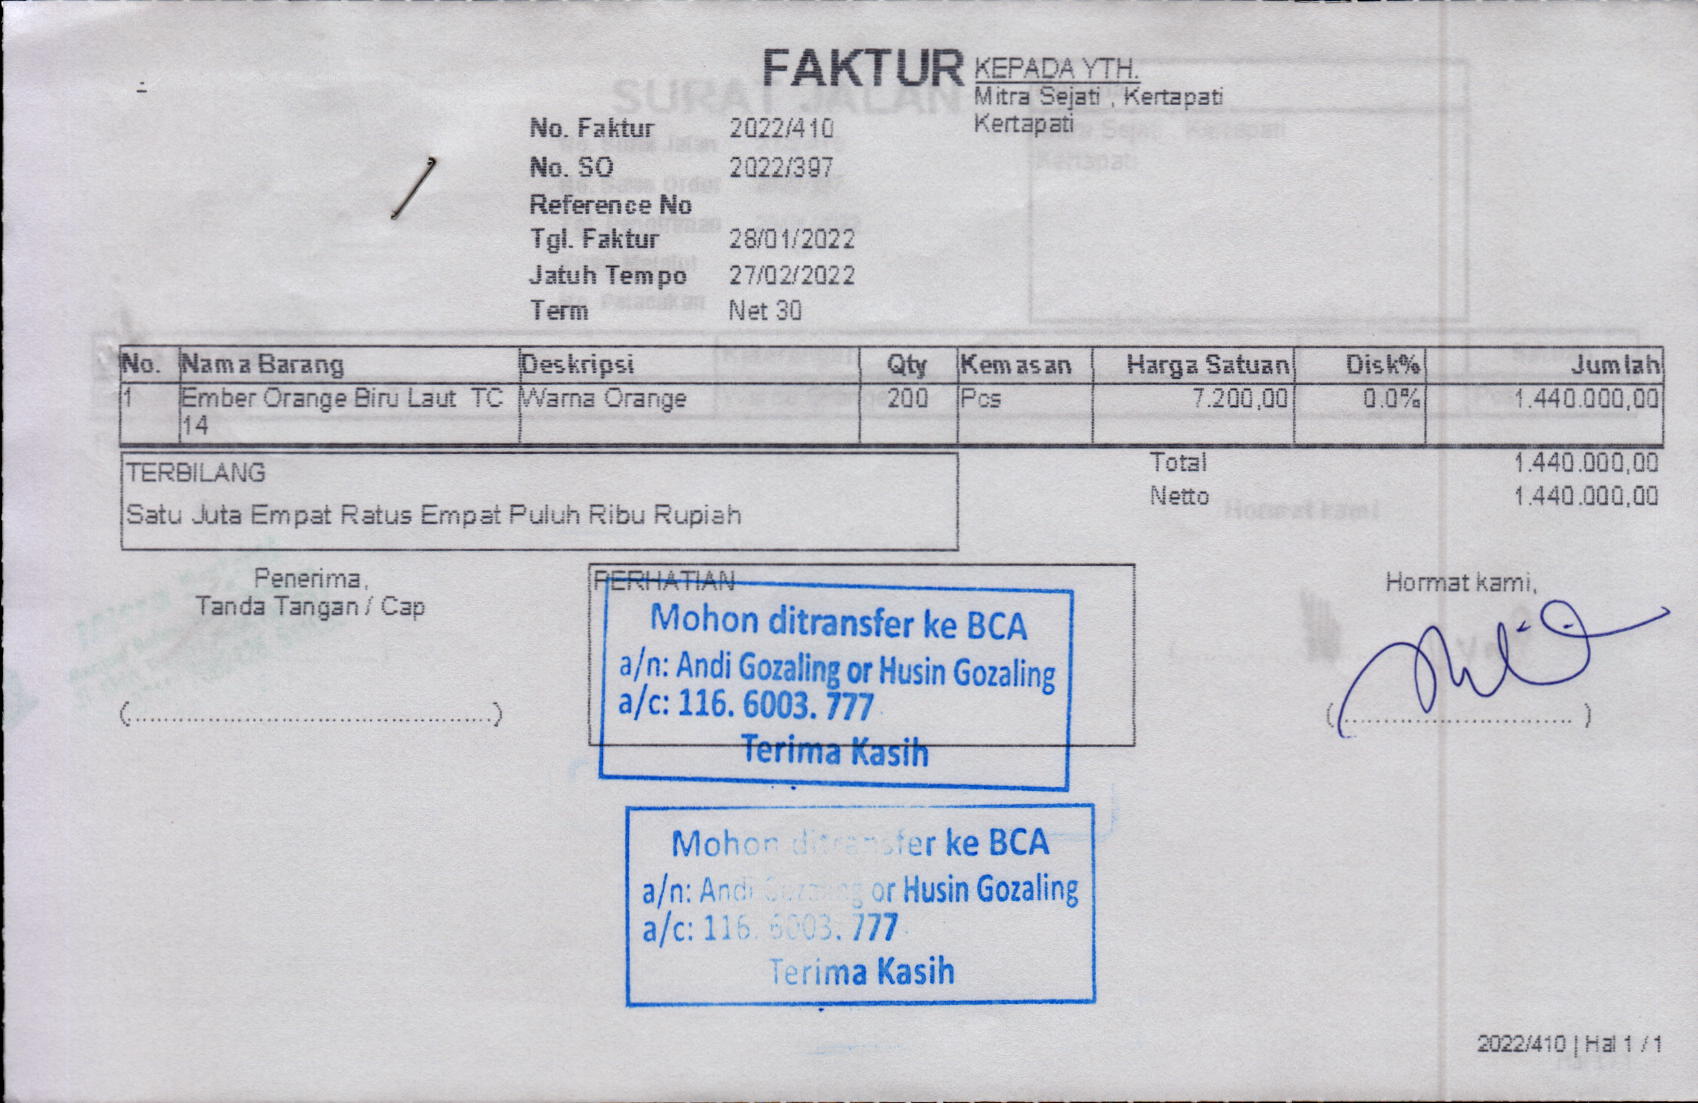 FAKTUR
KEPADA YTH.
Mitra Sejati , Kertapati
Kertapati
No. Faktur 2022/410
No. SO 2022/397
Reference No
Tgl. Faktur 28/01/2022
Jatuh Tempo 27/02/2022
Term Net 30
No. Nama Barang Deskripsi Qty Kemasan Harga Satuan Disk% Jumlah
1 Ember Orange Biru Laut TC Warna Orange 200 Pcs 7.200,00 0.0% 1.440.000,00
14
Total 1.440.000,00
Netto 1.440.000,00
TERBILANG
Satu Juta Empat Ratus Empat Puluh Ribu Rupiah
Penerima,
Tanda Tangan / Cap
(............................................)
PERHATIAN
Mohon ditransfer ke BCA
a/n: Andi Gozaling or Husin Gozaling
a/c: 116. 6003. 777
Terima Kasih
Hormat kami,
(............................ )
Mohon ditransfer ke BCA
a/n: Andi Gozaling or Husin Gozaling
a/c: 116. 6003. 777
Terima Kasih
2022/410 | Hal 1 / 1